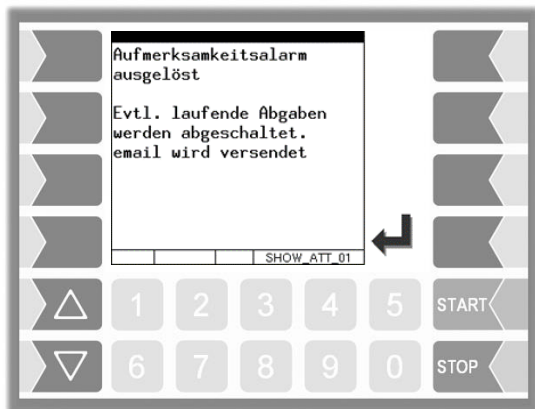 Aufmerksamkeitsalarm
ausgelöst
Evtl. laufende Abgaben
werden abgeschaltet.
email wird versendet
SHOW_ATT_01
1 2 3 4 5 START
6 7 8 9 0 STOP